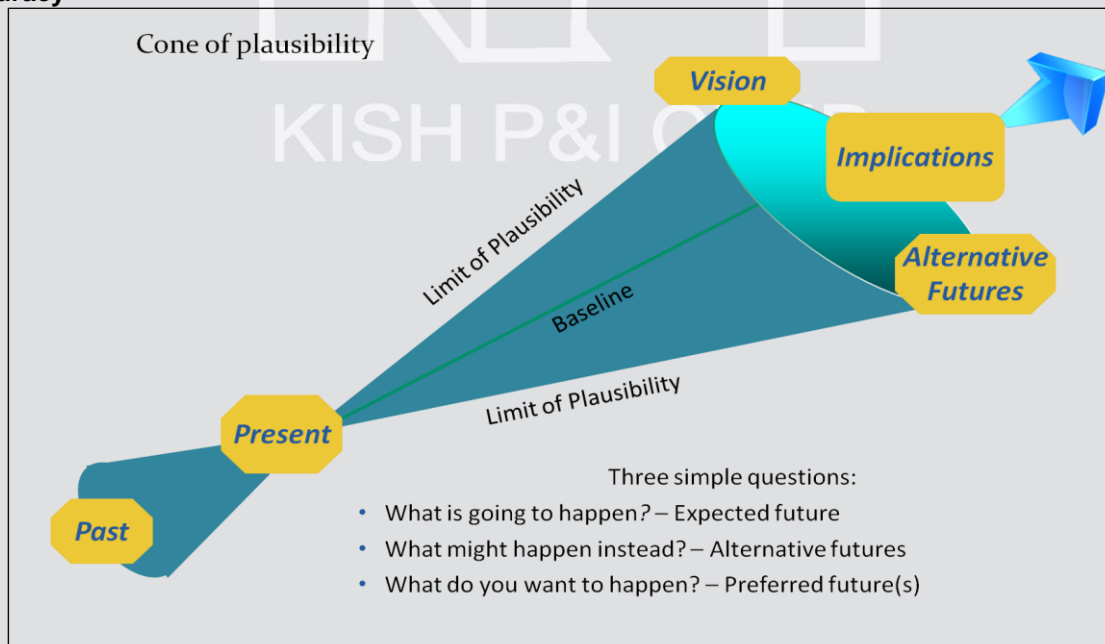 Cone of plausibility
KISH P&I
Vision
Implications
Alternative
Futures
Limit of Plausibility
Baseline
Limit of Plausibility
Present
Past
Three simple questions:
• What is going to happen? – Expected future
• What might happen instead? – Alternative futures
• What do you want to happen? – Preferred future(s)